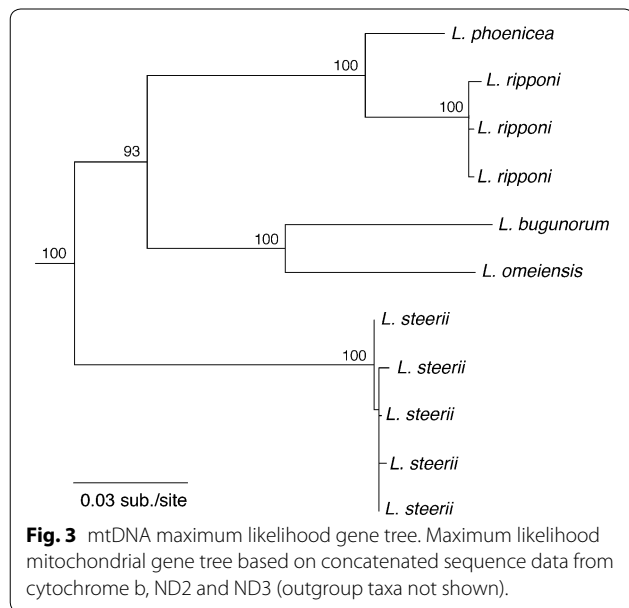 L. phoenicea
100
L. ripponi
100
L. ripponi
93
L. ripponi
L. bugunorum
100
100
L. omeiensis
L. steerii
100
L. steerii
L. steerii
L. steerii
0.03 sub./site
L. steerii
Fig. 3 mtDNA maximum likelihood gene tree. Maximum likelihood
mitochondrial gene tree based on concatenated sequence data from
cytochrome b, ND2 and ND3 (outgroup taxa not shown).